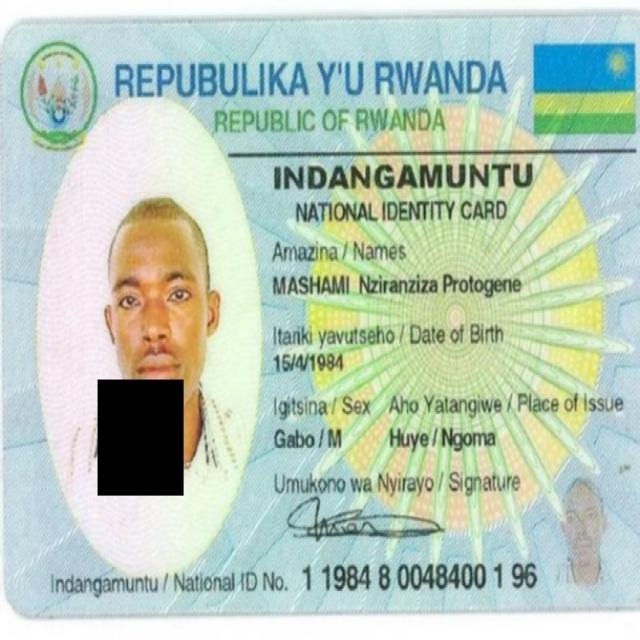 REPUBULIKA Y'U RWANDA
REPUBLIC OF RWANDA
INDANGAMUNTU
NATIONAL IDENTITY CARD
Amazina / Names
MASHAMI Nziranziza Protogene
Itariki yavutseho / Date of Birth
15/4/1984
Igitsina / Sex Aho Yatangiwe / Place of Issue
Gabo / M Huye / Ngoma
Umukono wa Nyirayo / Signature
Indangamuntu / National ID No. 1 1984 8 0048400 1 96